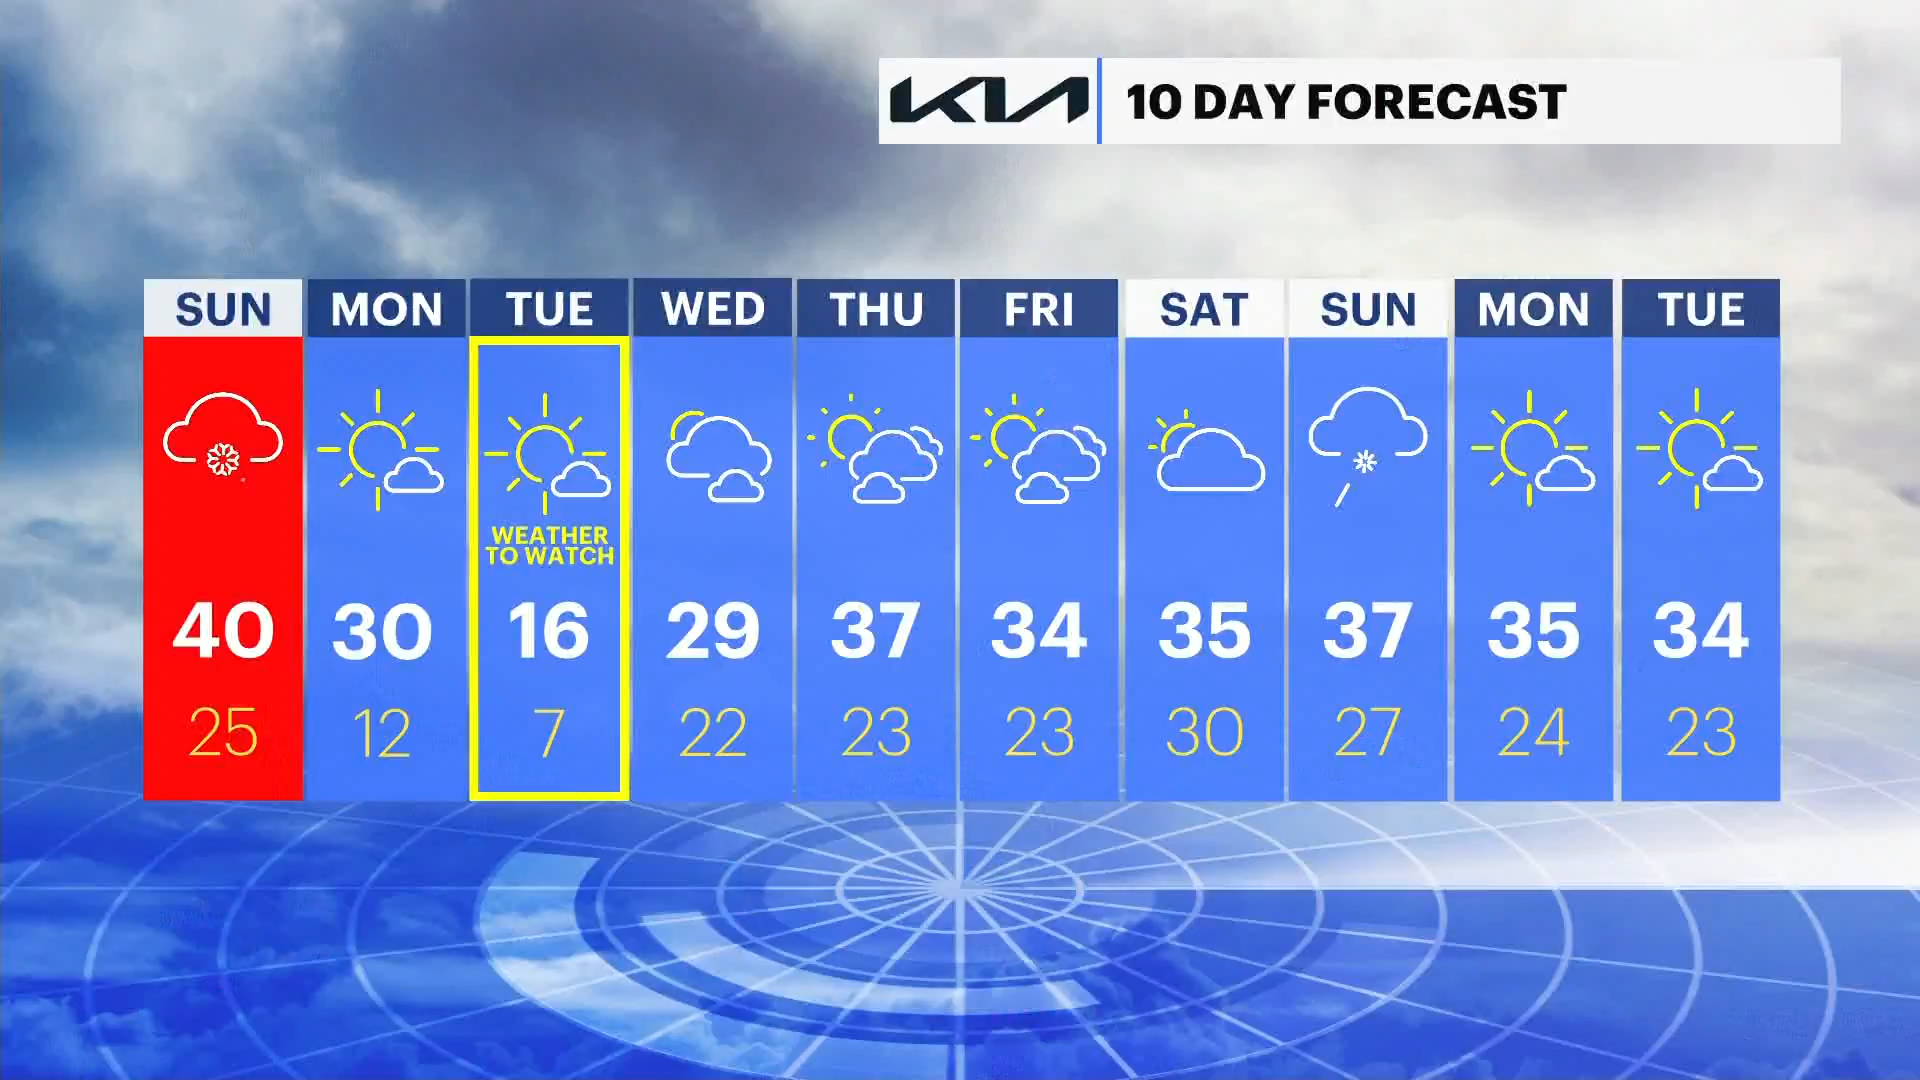 KIA 10 DAY FORECAST
SUN MON TUE WED THU FRI SAT SUN MON TUE
WEATHER
TO WATCH
40 30 16 29 37 34 35 37 35 34
25 12 7 22 23 23 30 27 24 23